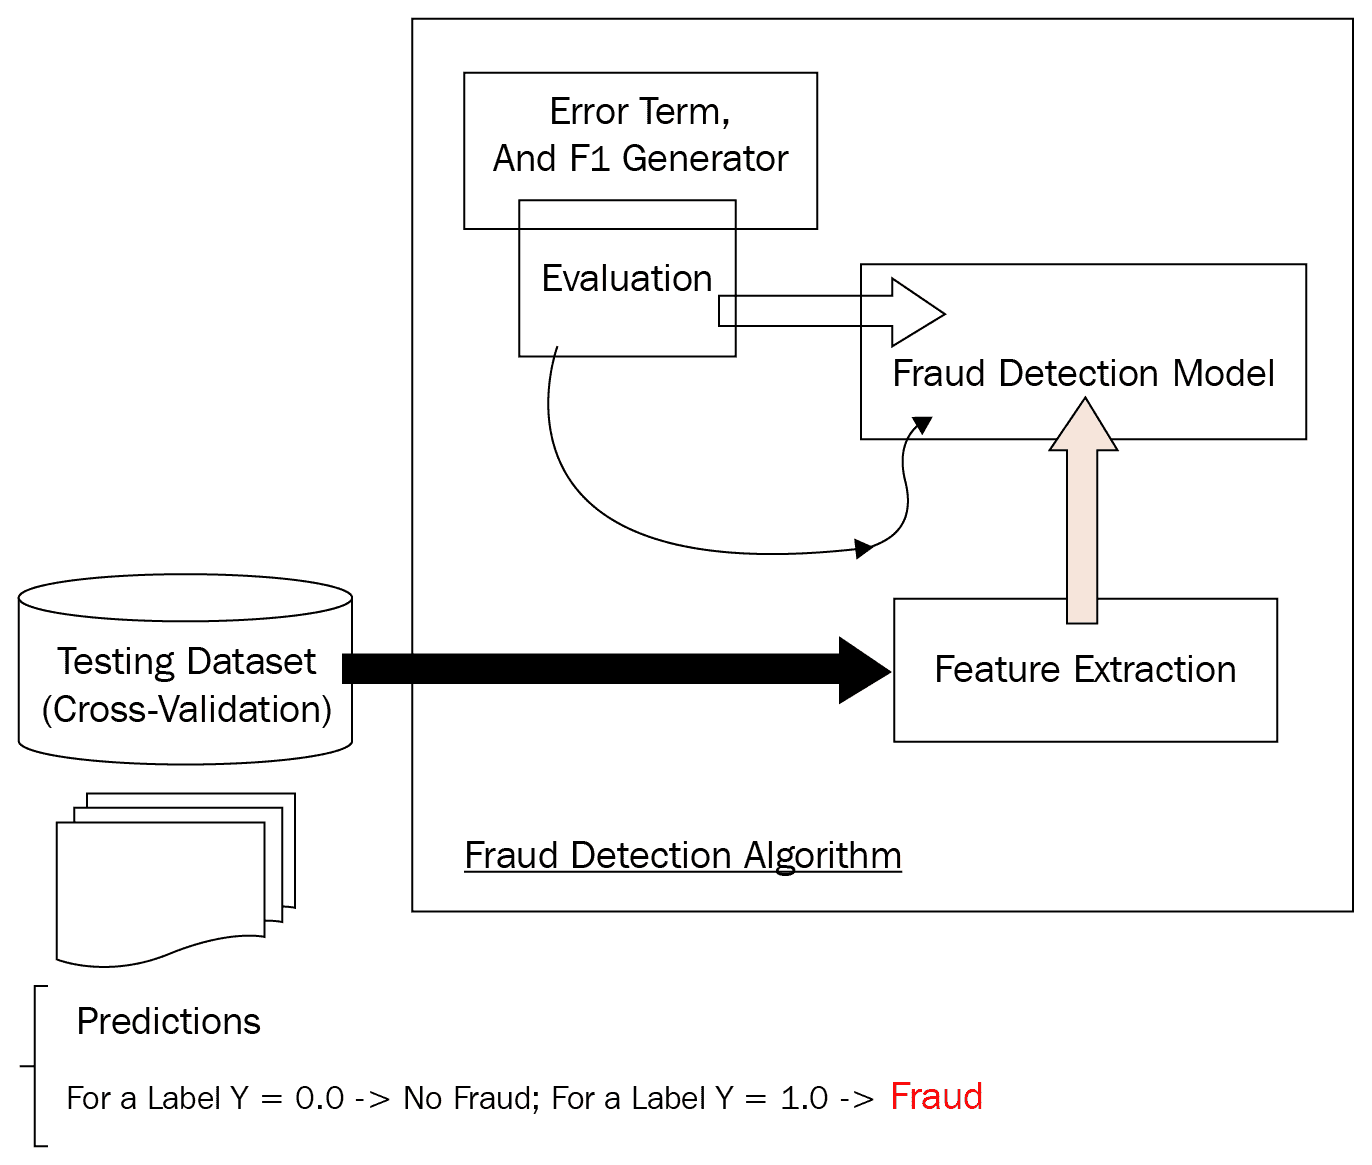 Error Term,
And F1 Generator
Evaluation
Fraud Detection Model
Testing Dataset
(Cross-Validation)
Feature Extraction
Fraud Detection Algorithm
Predictions
For a Label Y = 0.0 -> No Fraud; For a Label Y = 1.0 -> Fraud